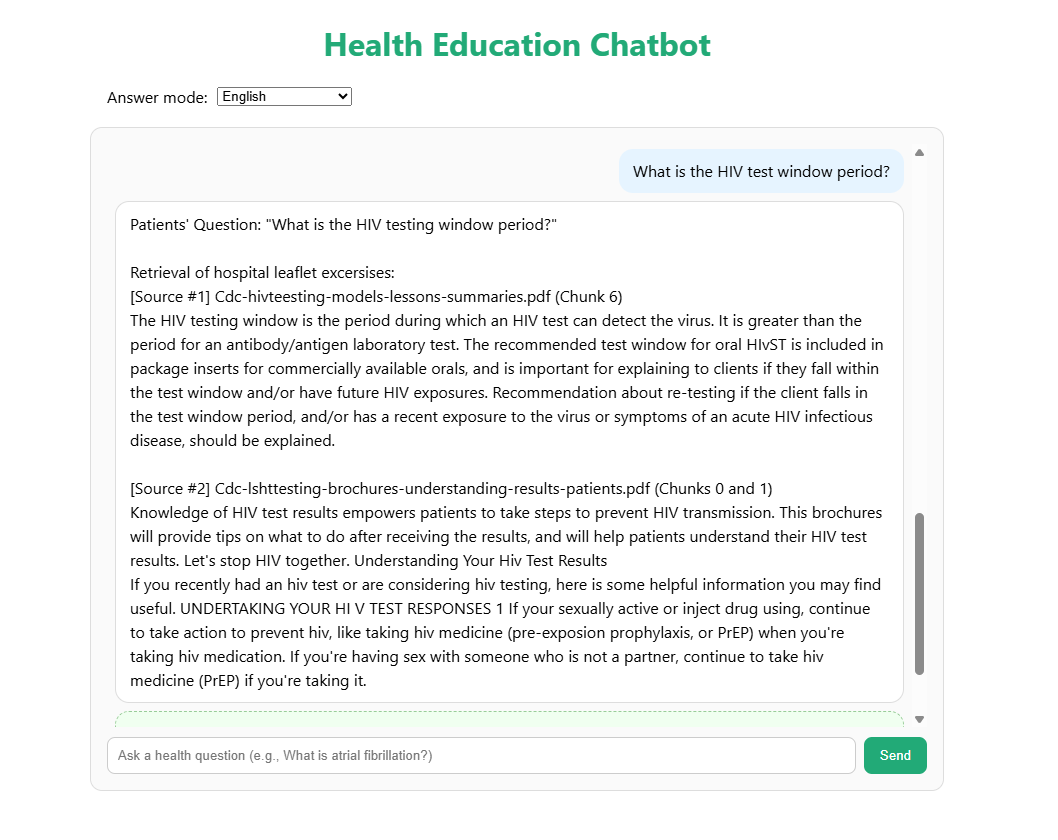 Health Education Chatbot
Answer mode: English
What is the HIV test window period?
Patients' Question: "What is the HIV testing window period?"
Retrieval of hospital leaflet excersises:
[Source #1] Cdc-hivteesting-models-lessons-summaries.pdf (Chunk 6)
The HIV testing window is the period during which an HIV test can detect the virus. It is greater than the
period for an antibody/antigen laboratory test. The recommended test window for oral HIvST is included in
package inserts for commercially available orals, and is important for explaining to clients if they fall within
the test window and/or have future HIV exposures. Recommendation about re-testing if the client falls in
the test window period, and/or has a recent exposure to the virus or symptoms of an acute HIV infectious
disease, should be explained.
[Source #2] Cdc-lshttesting-brochures-understanding-results-patients.pdf (Chunks 0 and 1)
Knowledge of HIV test results empowers patients to take steps to prevent HIV transmission. This brochures
will provide tips on what to do after receiving the results, and will help patients understand their HIV test
results. Let's stop HIV together. Understanding Your Hiv Test Results
If you recently had an hiv test or are considering hiv testing, here is some helpful information you may find
useful. UNDERTAKING YOUR HI V TEST RESPONSES 1 If your sexually active or inject drug using, continue
to take action to prevent hiv, like taking hiv medicine (pre-exposion prophylaxis, or PrEP) when you're
taking hiv medication. If you're having sex with someone who is not a partner, continue to take hiv
medicine (PrEP) if you're taking it.
Ask a health question (e.g., What is atrial fibrillation?)
Send